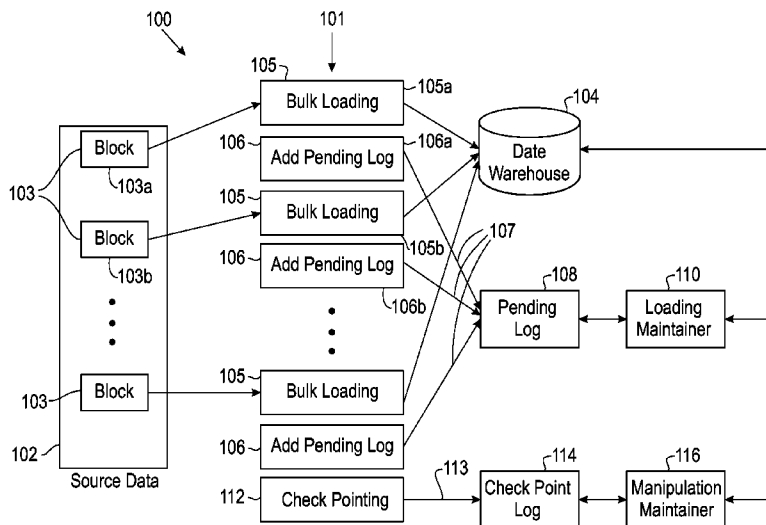 100
101
105
105a
Bulk Loading
104
Date
Warehouse
103
Block
103a
106
106a
Add Pending Log
105
Bulk Loading
105b
Block
103b
106
Add Pending Log
106b
107
108
Pending
Log
110
Loading
Maintainer
103
Block
105
Bulk Loading
106
Add Pending Log
102
Source Data
112
Check Pointing
113
114
Check Point
Log
116
Manipulation
Maintainer